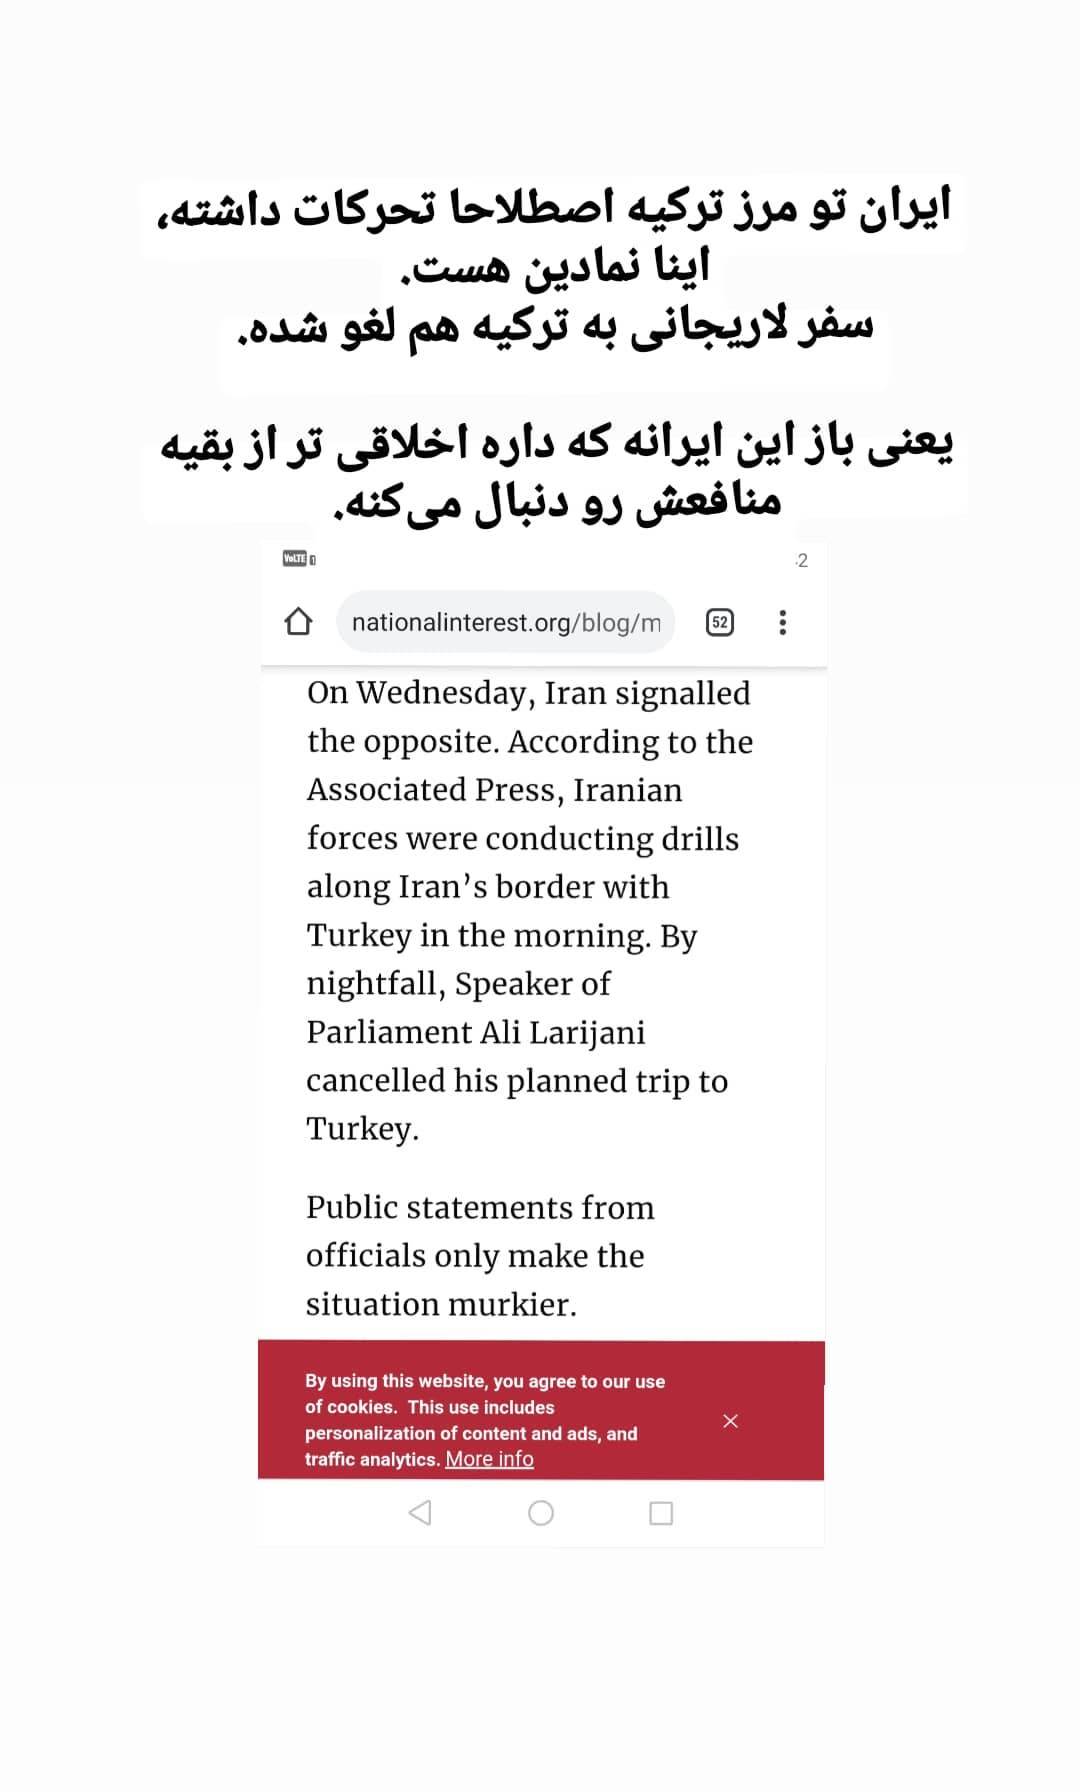 ایران تو مرز ترکیه اصطلاحا تحرکات داشته،
اینا نمادین هست.
سفر لاریجانی به ترکیه هم لغو شده.
یعنی باز این ایرانه که داره اخلاقی تر از بقیه
منافعش رو دنبال می‌کنه.
VoLTE
2
nationalinterest.org/blog/m
52
On Wednesday, Iran signalled
the opposite. According to the
Associated Press, Iranian
forces were conducting drills
along Iran’s border with
Turkey in the morning. By
nightfall, Speaker of
Parliament Ali Larijani
cancelled his planned trip to
Turkey.
Public statements from
officials only make the
situation murkier.
By using this website, you agree to our use
of cookies. This use includes
personalization of content and ads, and
traffic analytics. More info